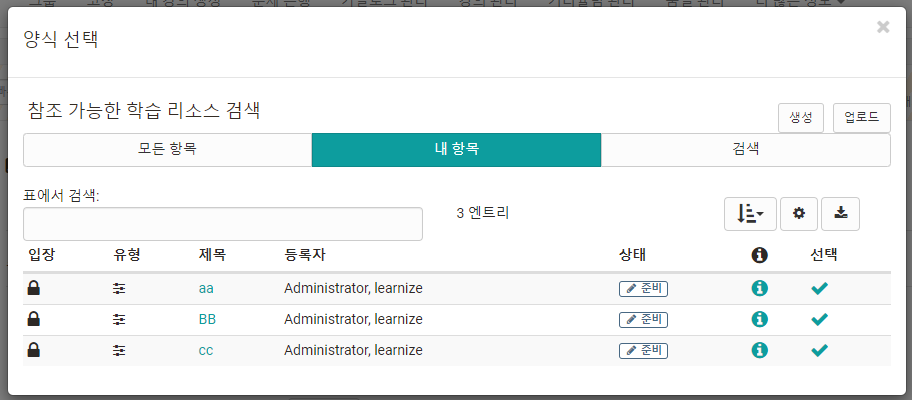 양식 선택
×
참조 가능한 학습 리소스 검색
생성 업로드
모든 항목 내 항목 검색
표에서 검색:
3 엔트리
입장 유형 제목 등록자 상태 선택
aa Administrator, learnize 준비
BB Administrator, learnize 준비
cc Administrator, learnize 준비